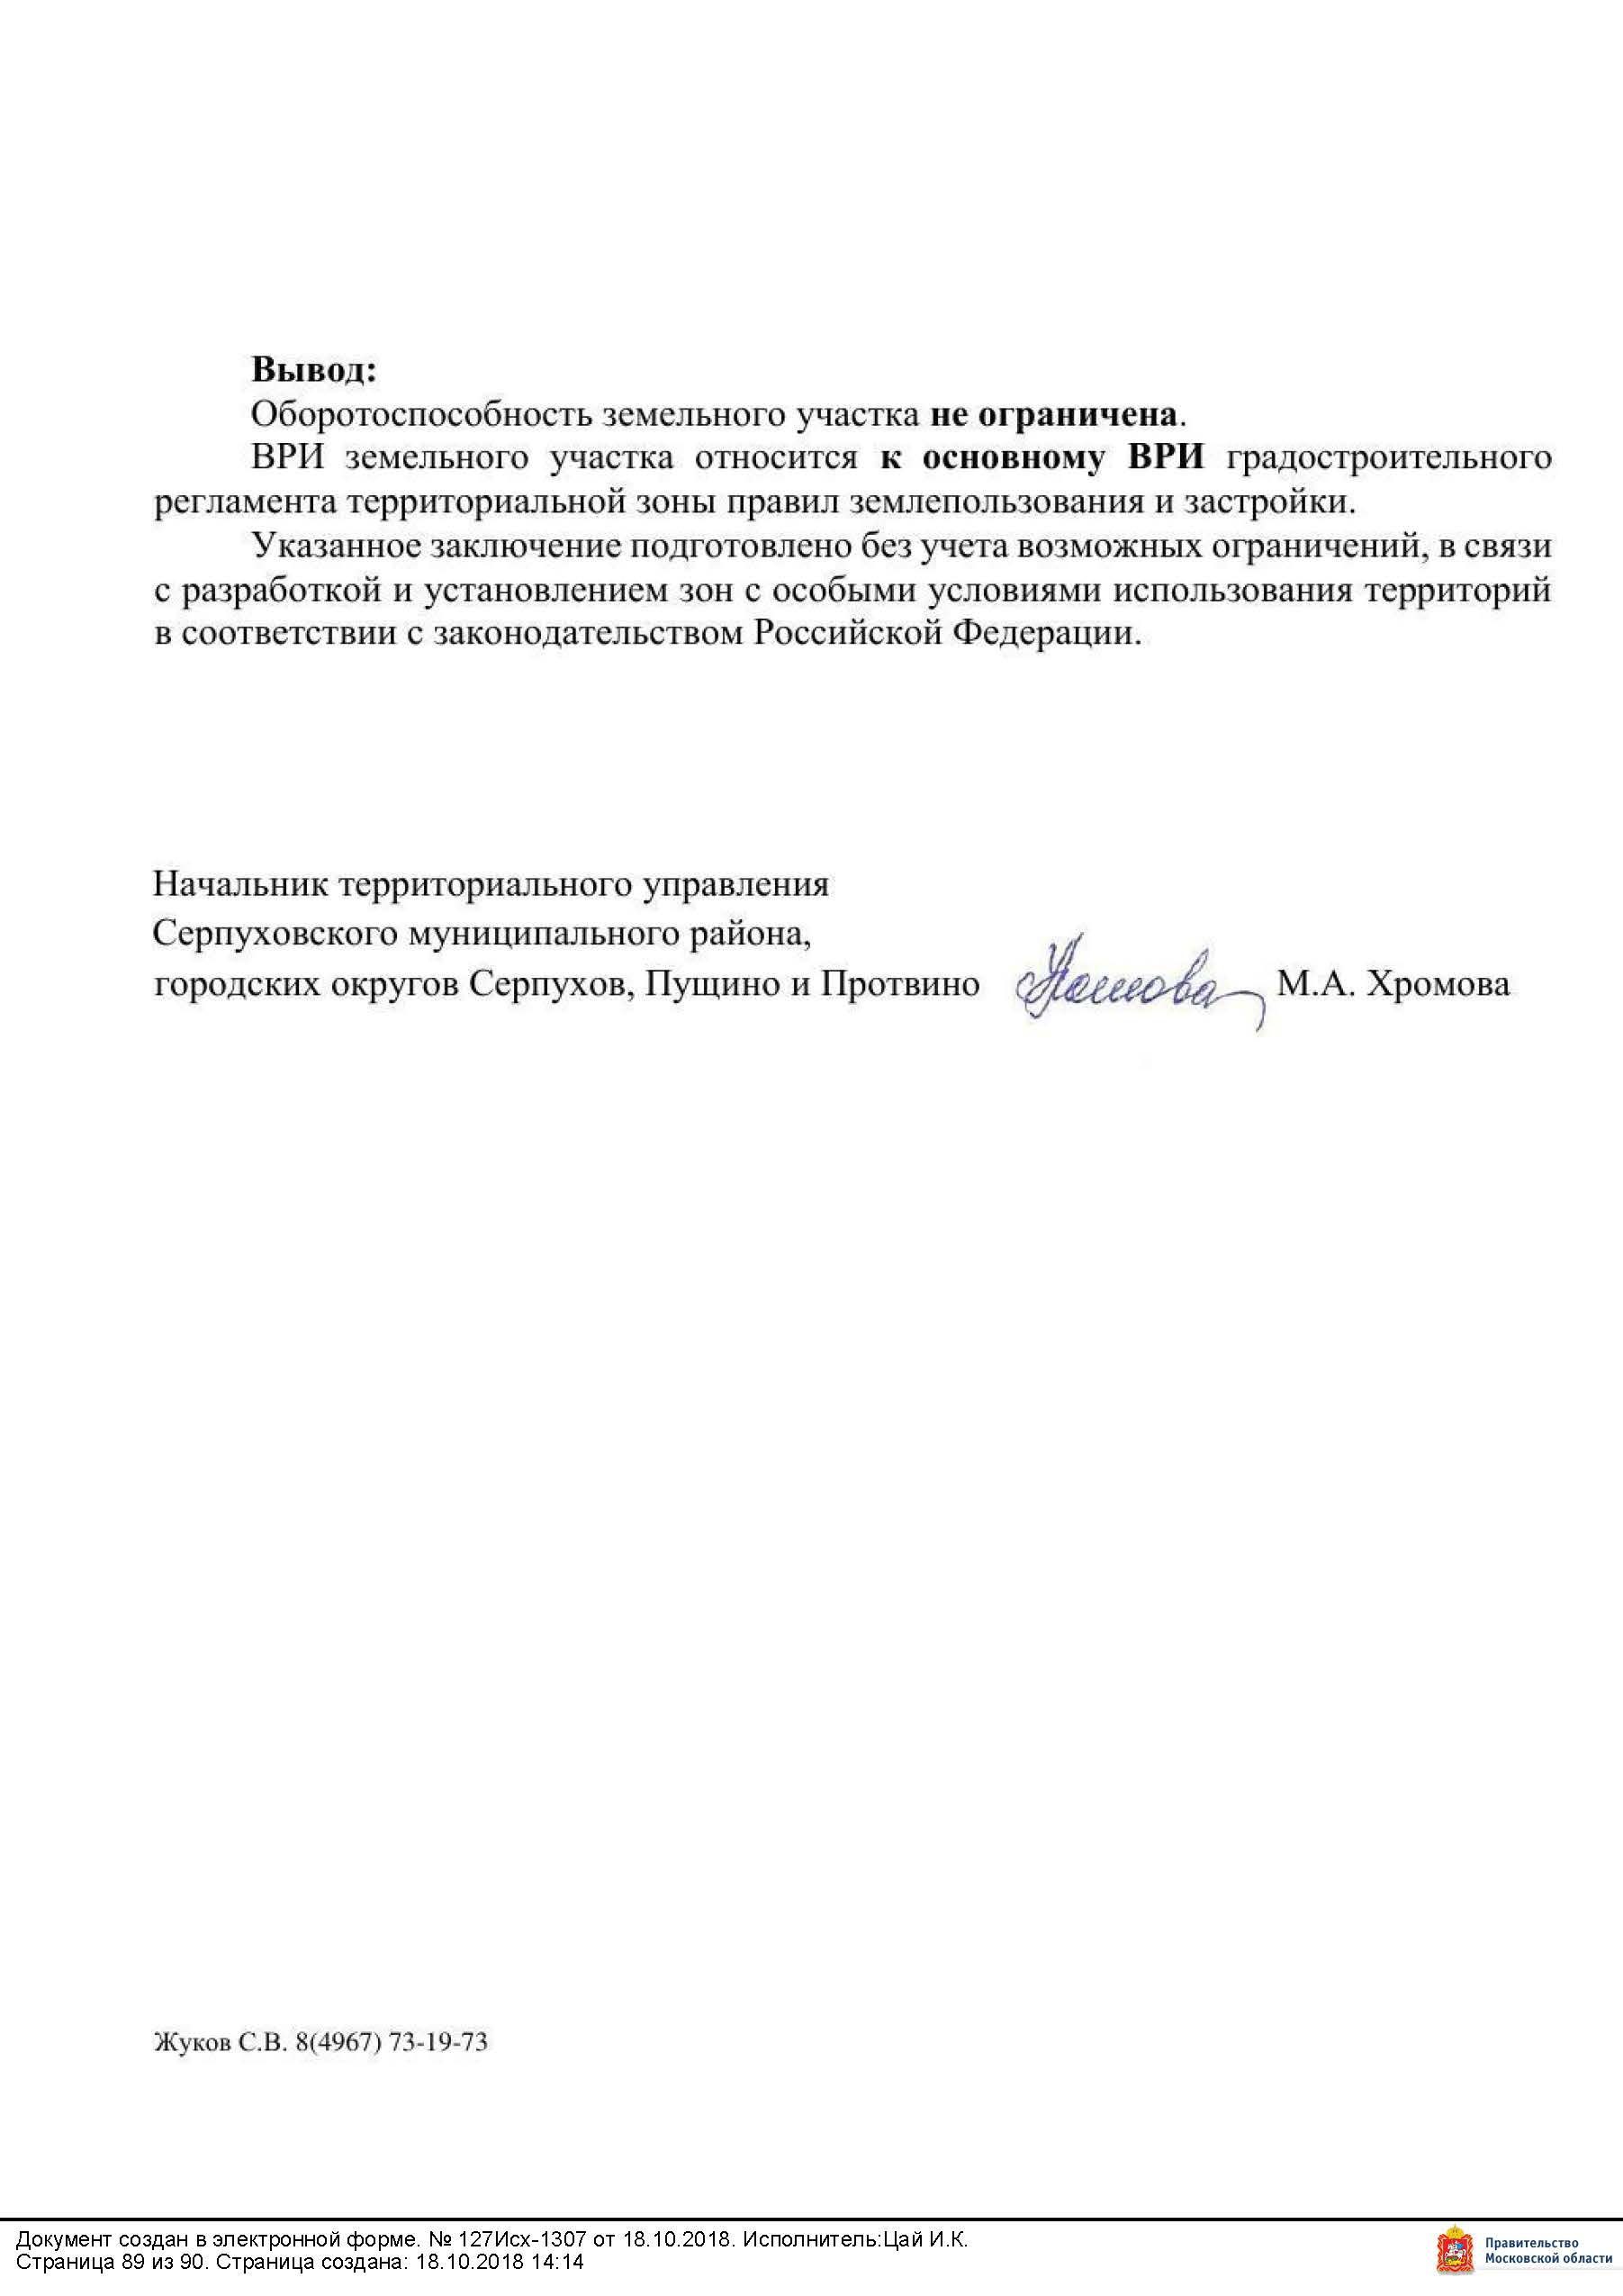 Вывод:
Оборотоспособность земельного участка не ограничена.
ВРИ земельного участка относится к основному ВРИ градостроительного
регламента территориальной зоны правил землепользования и застройки.
Указанное заключение подготовлено без учета возможных ограничений, в связи
с разработкой и установлением зон с особыми условиями использования территорий
в соответствии с законодательством Российской Федерации.
Начальник территориального управления
Серпуховского муниципального района,
городских округов Серпухов, Пущино и Протвино М.А. Хромова
Жуков С.В. 8(4967) 73-19-73
Документ создан в электронной форме. № 127Исх-1307 от 18.10.2018. Исполнитель:Цай И.К.
Страница 89 из 90. Страница создана: 18.10.2018 14:14
Правительство
Московской области